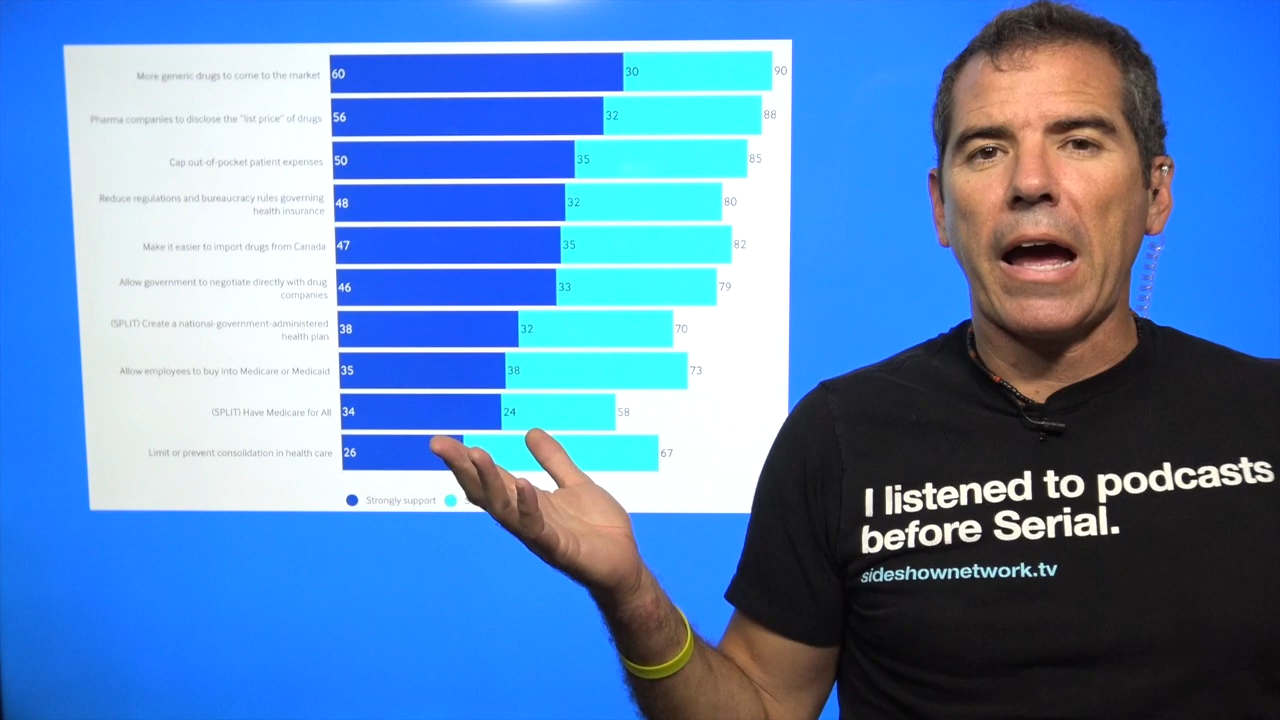 More generic drugs to come to the market 60 30 90
Pharma companies to disclose the "list price" of drugs 56 32 88
Cap out-of-pocket patient expenses 50 35 85
Reduce regulations and bureaucracy rules governing
health insurance 48 32 80
Make it easier to import drugs from Canada 47 35 82
Allow government to negotiate directly with drug
companies 46 33 79
(SPLIT) Create a national-government-administered
health plan 38 32 70
Allow employees to buy into Medicare or Medicaid 35 38 73
(SPLIT) Have Medicare for All 34 24 58
Limit or prevent consolidation in health care 26 67
Strongly support
I listened to podcasts
before Serial.
sideshownetwork.tv